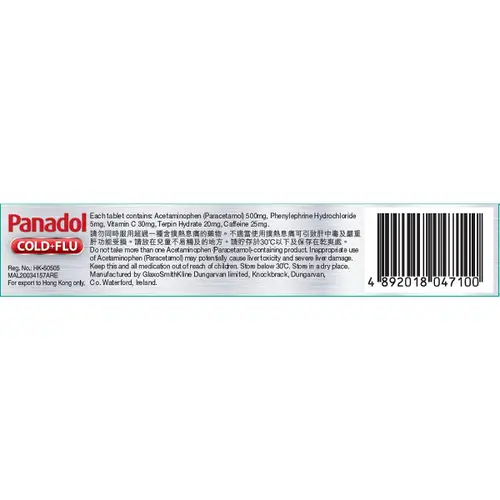 Panadol
COLD+FLU
Reg. No.: HK-60505
MAL20034157ARE
For export to Hong Kong only,
Each tablet contains: Acetaminophen (Paracetamol) 500mg, Phenylephrine Hydrochloride
5mg, Vitamin C 30mg, Terpin Hydrate 20mg, Caffeine 25mg.
請勿同時服用超過一種含撲熱息痛的藥物。不適當使用撲熱息痛可引致肝中毒及嚴重
肝功能受損。請放在兒童不易觸及的地方。請貯存於30℃以下及保存在乾爽處。
Do not take more than one Acetaminophen (Paracetamol)-containing product. Inappropriate use
of Acetaminophen (Paracetamol) may potentially cause liver toxicity and severe liver damage.
Keep this and all medication out of reach of children. Store below 30℃. Store in a dry place.
Manufactured by GlaxoSmithKline Dungarvan limited, Knockbrack, Dungarvan,
Co. Waterford, Ireland.
4 892018 047100